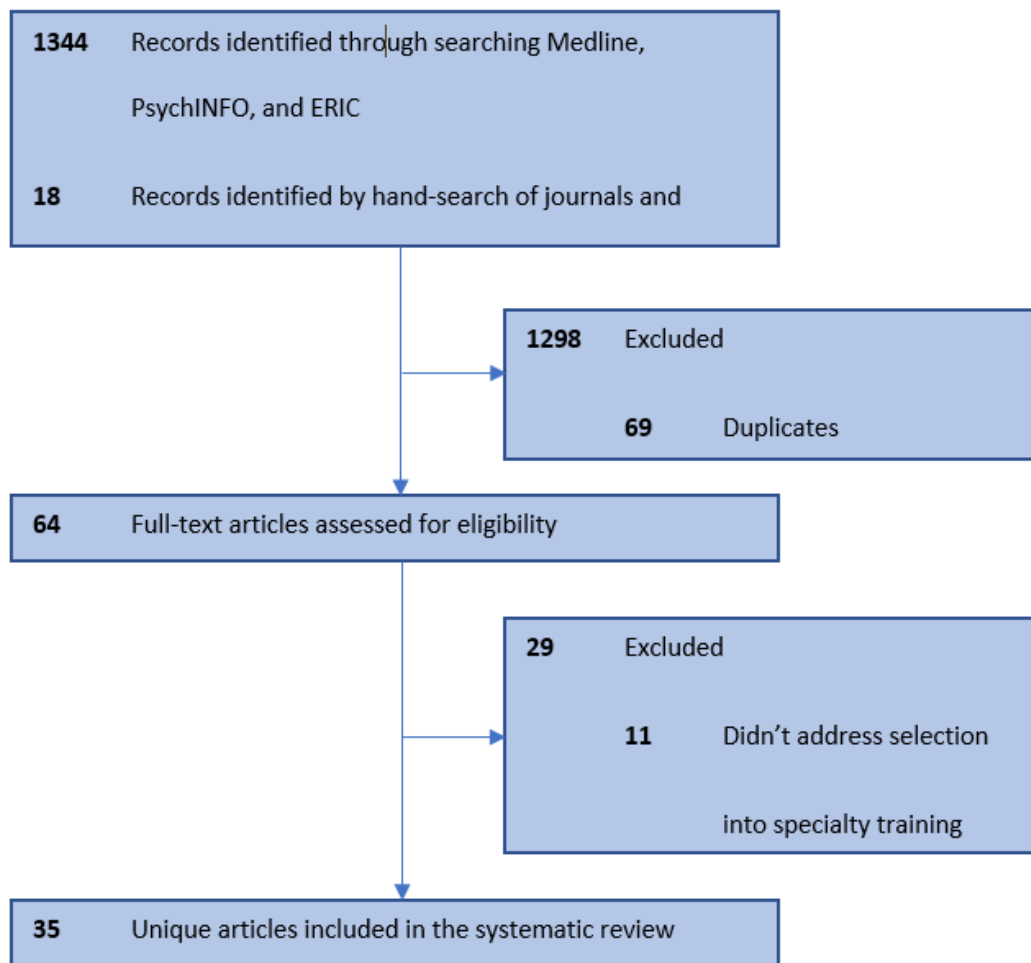 1344 Records identified through searching Medline,
PsychINFO, and ERIC
18 Records identified by hand-search of journals and
1298 Excluded
69 Duplicates
64 Full-text articles assessed for eligibility
29 Excluded
11 Didn’t address selection
into specialty training
35 Unique articles included in the systematic review